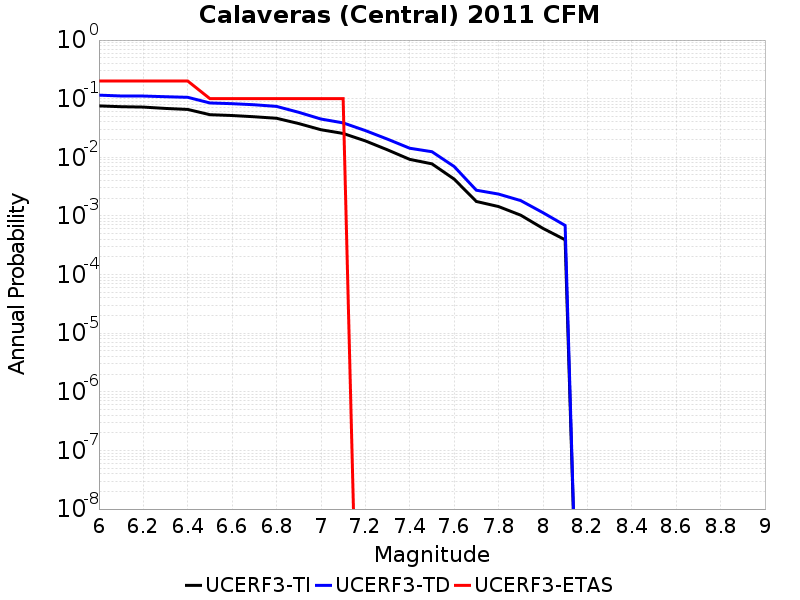 Calaveras (Central) 2011 CFM
10^0
10^-1
10^-2
10^-3
10^-4
10^-5
10^-6
10^-7
10^-8
Annual Probability
6 6.2 6.4 6.6 6.8 7 7.2 7.4 7.6 7.8 8 8.2 8.4 8.6 8.8 9
Magnitude
UCERF3-TI UCERF3-TD UCERF3-ETAS